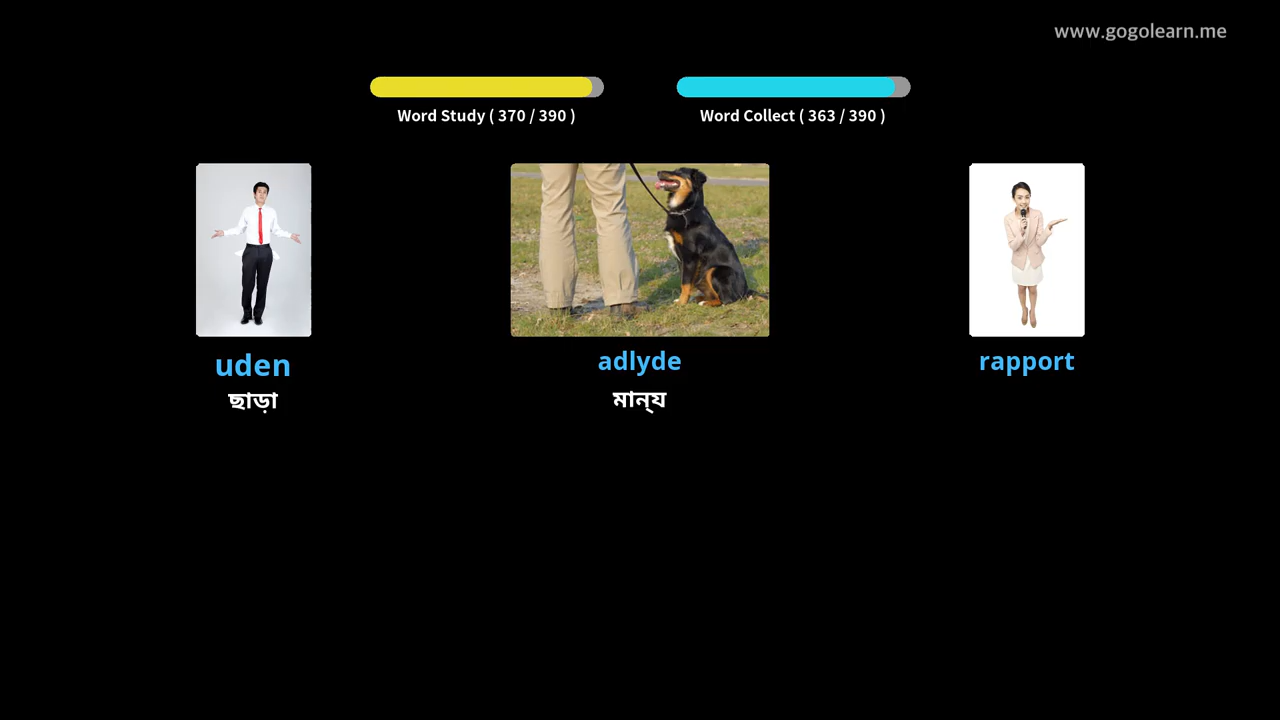 www.gogolearn.me
Word Study ( 370 / 390 )
Word Collect ( 363 / 390 )
uden
adlyde
rapport
ছাড়া
মান্‌য